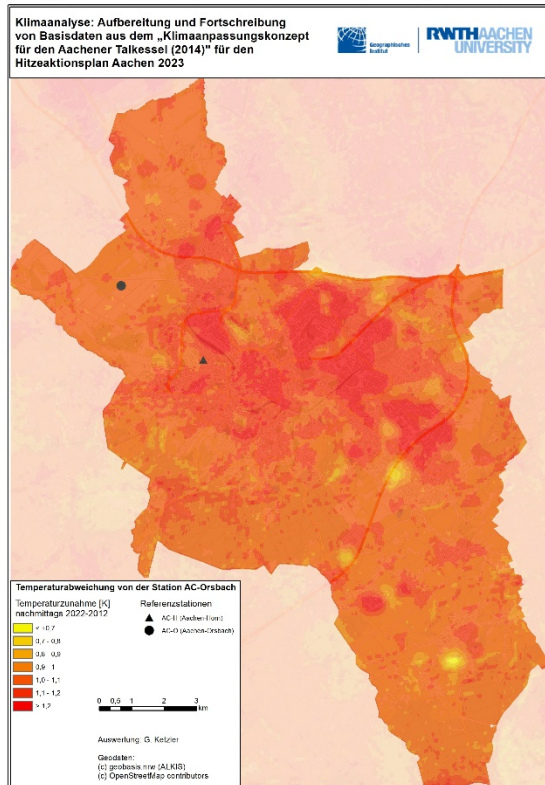 Klimaanalyse: Aufbereitung und Fortschreibung
von Basisdaten aus dem „Klimaanpassungskonzept
für den Aachener Talkessel (2014)" für den
Hitzeaktionsplan Aachen 2023
Geographisches
Institut
RWTHAACHEN
UNIVERSITY
Temperaturabweichung von der Station AC-Orsbach
Temperaturzunahme [K]
nachmittags 2022-2012
< +0,7
0,7 - 0,8
0,8 - 0,9
0,9 - 1
1,0 - 1,1
1,1 - 1,2
> 1,2
Referenzstationen
AC-H (Aachen-Horn)
AC-O (Aachen-Orsbach)
0 0,5 1 2 3
km
Auswertung: G. Ketzler
Geodaten:
(c) geobasis.nrw (ALKIS)
(c) OpenStreetMap contributors